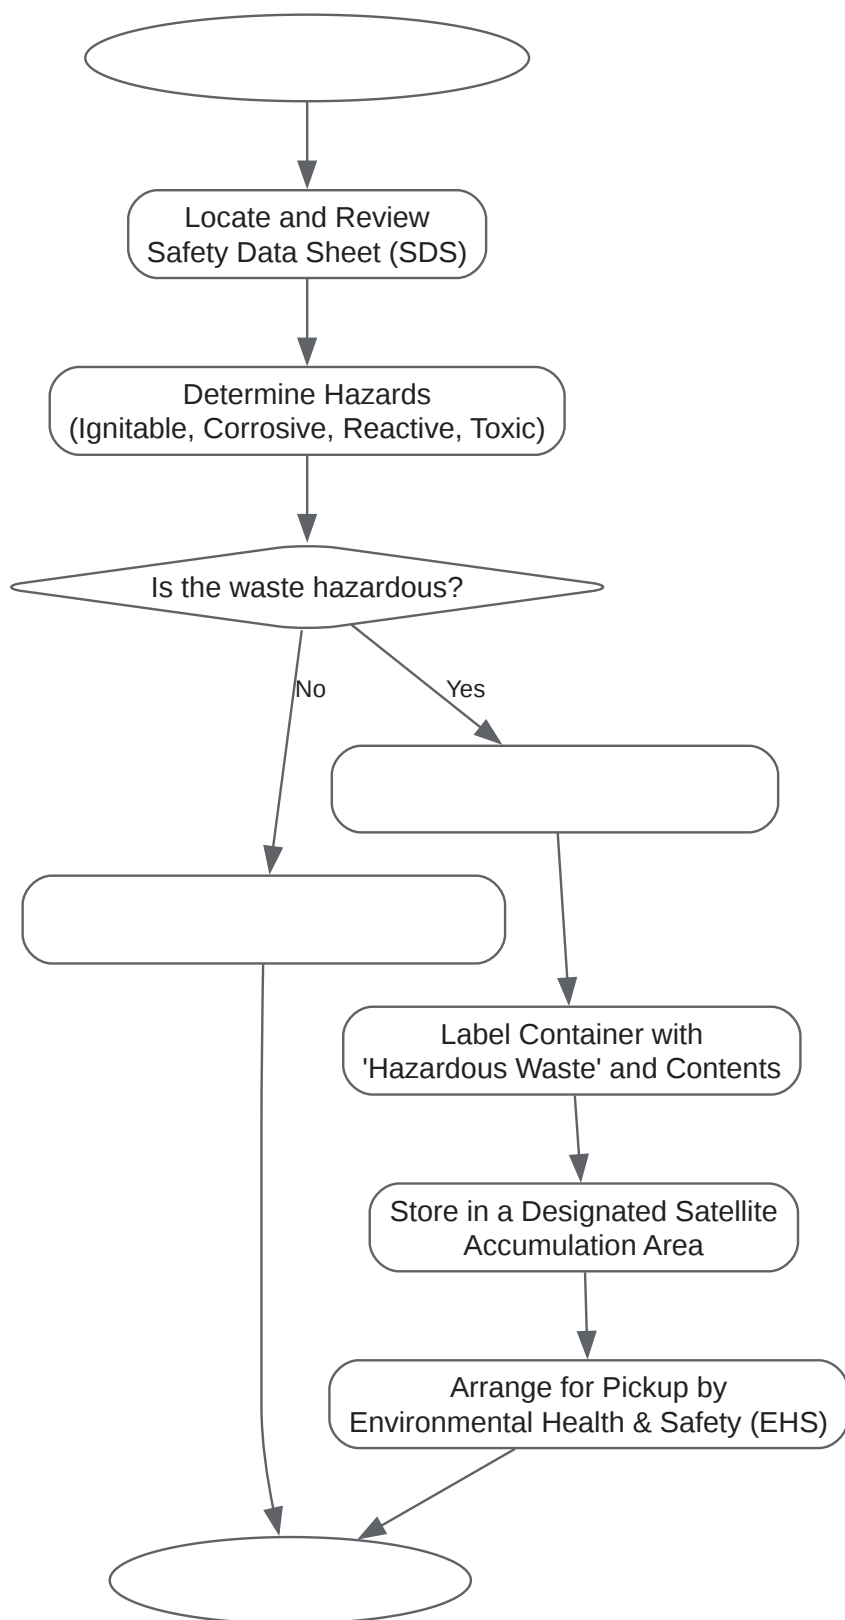 Locate and Review
Safety Data Sheet (SDS)
Determine Hazards
(Ignitable, Corrosive, Reactive, Toxic)
Is the waste hazardous?
No
Yes
Label Container with
'Hazardous Waste' and Contents
Store in a Designated Satellite
Accumulation Area
Arrange for Pickup by
Environmental Health & Safety (EHS)